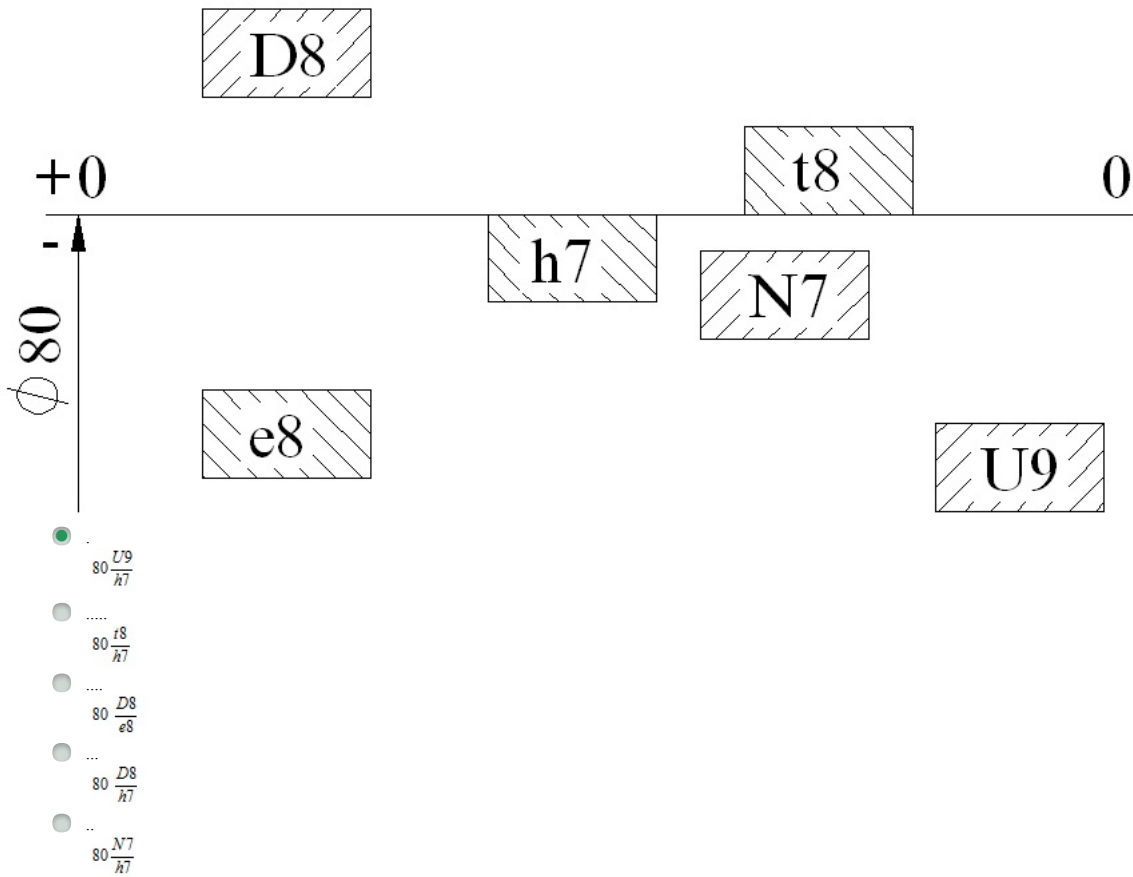 D8
+0
t8
0
-
h7
N7
⌀ 80
e8
U9
.
80 U9/h7
.....
80 t8/h7
....
80 D8/e8
...
80 D8/h7
..
80 N7/h7